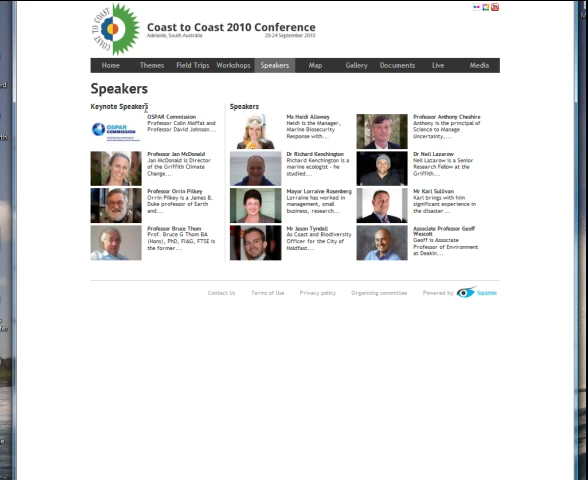 COAST TO COAST
Coast to Coast 2010 Conference
Adelaide, South Australia 20-24 September 2010
Home Themes Field Trips Workshops Speakers Map Gallery Documents Live Media
Speakers
Keynote Speakers
OSPAR COMMISSION
OSPAR Commission
Professor Colin Moffat and
Professor David Johnson...
Professor Jan McDonald
Jan McDonald is Director
of the Griffith Climate
Change...
Professor Orrin Pilkey
Orrin Pilkey is a James B.
Duke professor of Earth
and...
Professor Bruce Thom
Prof. Bruce G Thom BA
(Hons), PhD, FIAG, FTSE is
the former...
Speakers
Ms Heidi Alleway
Heidi is the Manager,
Marine Biosecurity
Response with...
Dr Richard Kenchington
Richard Kenchington is a
marine ecologist - he
studied...
Mayor Lorraine Rosenberg
Lorraine has worked in
management, small
business, research...
Mr Jason Tyndall
As Coast and Biodiversity
Officer for the City of
Holdfast...
Professor Anthony Cheshire
Anthony is the principal of
Science to Manage
Uncertainty,...
Dr Neil Lazarow
Neil Lazarow is a Senior
Research Fellow at the
Griffith...
Mr Karl Sullivan
Karl brings with him
significant experience in
the disaster...
Associate Professor Geoff
Wescott
Geoff is Associate
Professor of Environment
at Deakin...
Contact Us Terms of Use Privacy policy Organising committee Powered by Squirrix